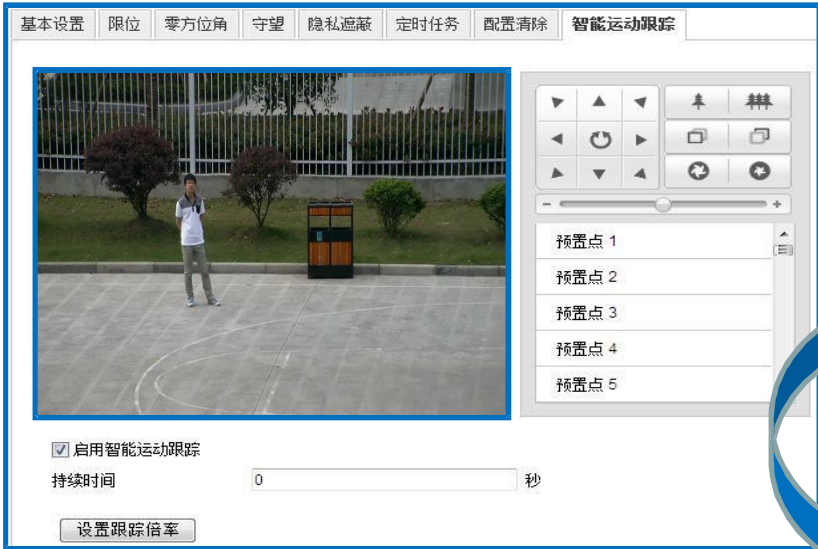 基本设置 限位 零方位角 守望 隐私遮蔽 定时任务 配置清除 智能运动跟踪
预置点 1
预置点 2
预置点 3
预置点 4
预置点 5
启用智能运动跟踪
持续时间 0 秒
设置跟踪倍率